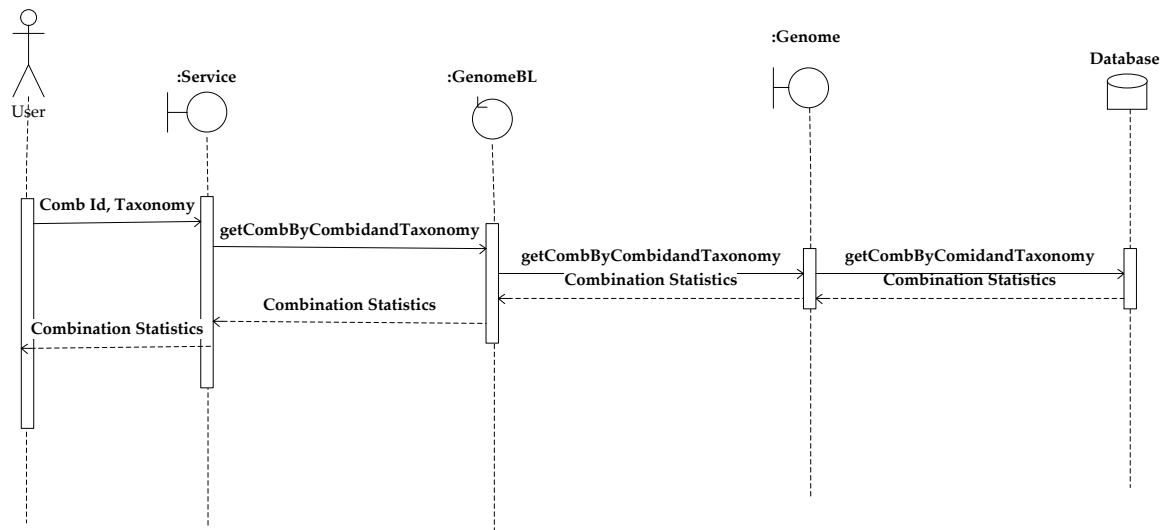 :Genome
Database
:Service
:GenomeBL
User
Comb Id, Taxonomy
getCombByCombidandTaxonomy
getCombByCombidandTaxonomy
getCombByComidandTaxonomy
Combination Statistics
Combination Statistics
Combination Statistics
Combination Statistics